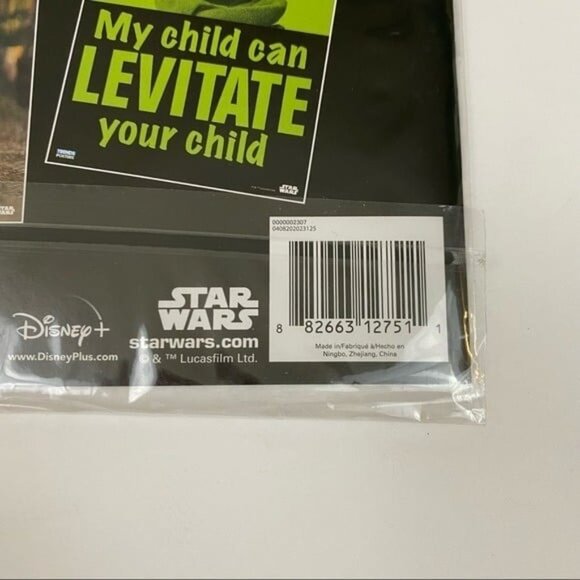 My child can
LEVITATE
your child
TRENDS
STAR
WARS
0000002307
0408202023125
8 82663 12751 1
Made in/Fabriqué à/Hecho en
Ningbo, Zhejiang, China
Disney+
www.DisneyPlus.com
STAR
WARS
starwars.com
© & ™ Lucasfilm Ltd.